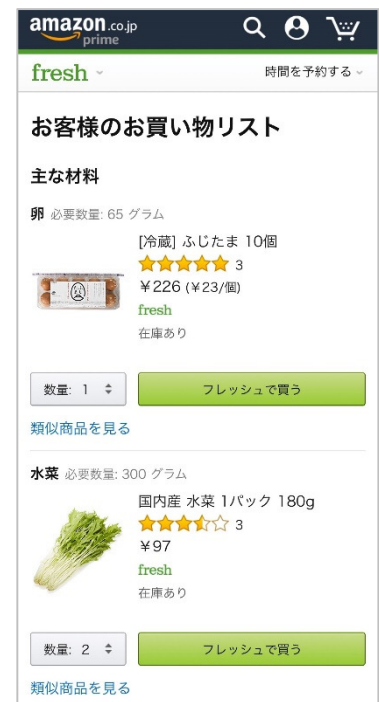 amazon.co.jp
prime
fresh
時間を予約する
お客様のお買い物リスト
主な材料
卵 必要数量: 65 グラム
[冷蔵] ふじたま 10個
3
¥226 (¥23/個)
fresh
在庫あり
数量: 1
フレッシュで買う
類似商品を見る
水菜 必要数量: 300 グラム
国内産 水菜 1パック 180g
3
¥97
fresh
在庫あり
数量: 2
フレッシュで買う
類似商品を見る